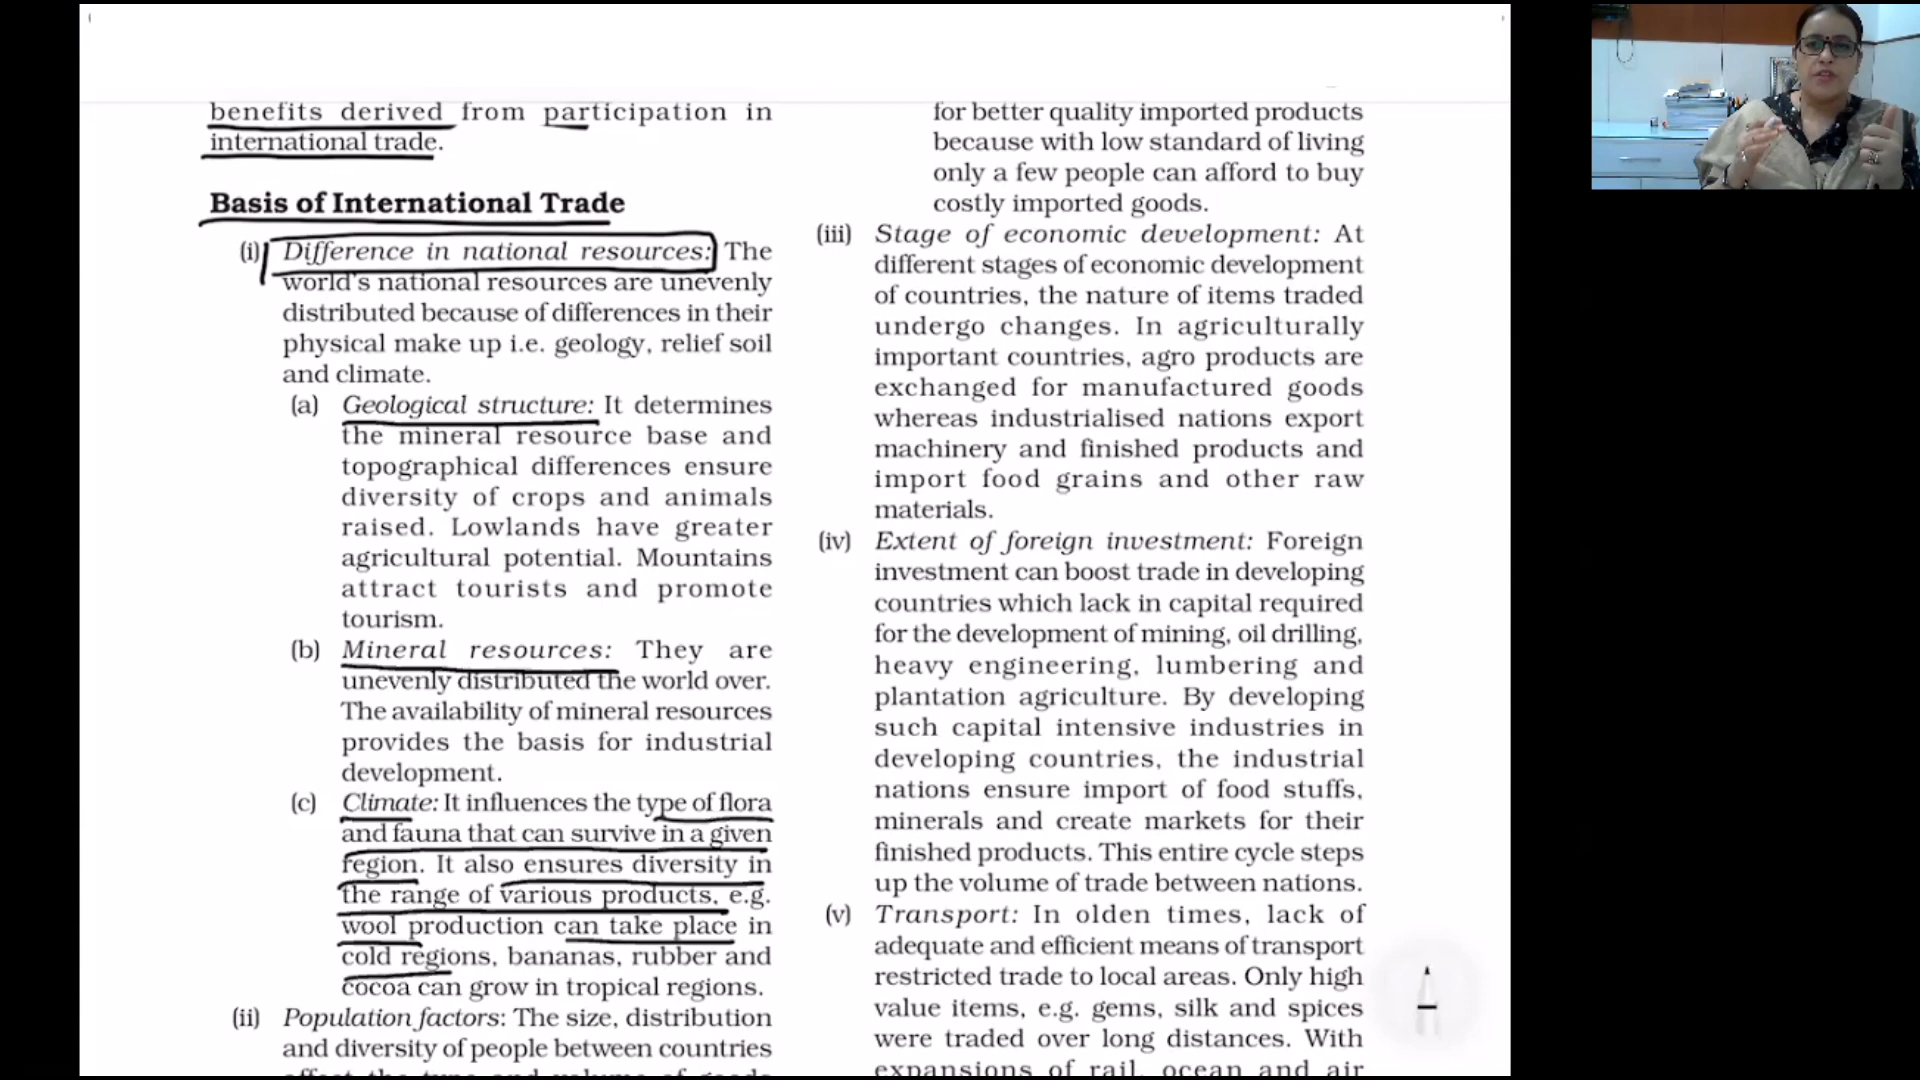 benefits derived from participation in
international trade.
Basis of International Trade
(i) Difference in national resources: The
world's national resources are unevenly
distributed because of differences in their
physical make up i.e. geology, relief soil
and climate.
(a) Geological structure: It determines
the mineral resource base and
topographical differences ensure
diversity of crops and animals
raised. Lowlands have greater
agricultural potential. Mountains
attract tourists and promote
tourism.
(b) Mineral resources: They are
unevenly distributed the world over.
The availability of mineral resources
provides the basis for industrial
development.
(c) Climate: It influences the type of flora
and fauna that can survive in a given
region. It also ensures diversity in
the range of various products, e.g.
wool production can take place in
cold regions, bananas, rubber and
cocoa can grow in tropical regions.
(ii) Population factors: The size, distribution
and diversity of people between countries
for better quality imported products
because with low standard of living
only a few people can afford to buy
costly imported goods.
(iii) Stage of economic development: At
different stages of economic development
of countries, the nature of items traded
undergo changes. In agriculturally
important countries, agro products are
exchanged for manufactured goods
whereas industrialised nations export
machinery and finished products and
import food grains and other raw
materials.
(iv) Extent of foreign investment: Foreign
investment can boost trade in developing
countries which lack in capital required
for the development of mining, oil drilling,
heavy engineering, lumbering and
plantation agriculture. By developing
such capital intensive industries in
developing countries, the industrial
nations ensure import of food stuffs,
minerals and create markets for their
finished products. This entire cycle steps
up the volume of trade between nations.
(v) Transport: In olden times, lack of
adequate and efficient means of transport
restricted trade to local areas. Only high
value items, e.g. gems, silk and spices
were traded over long distances. With
expansions of rail, ocean and air